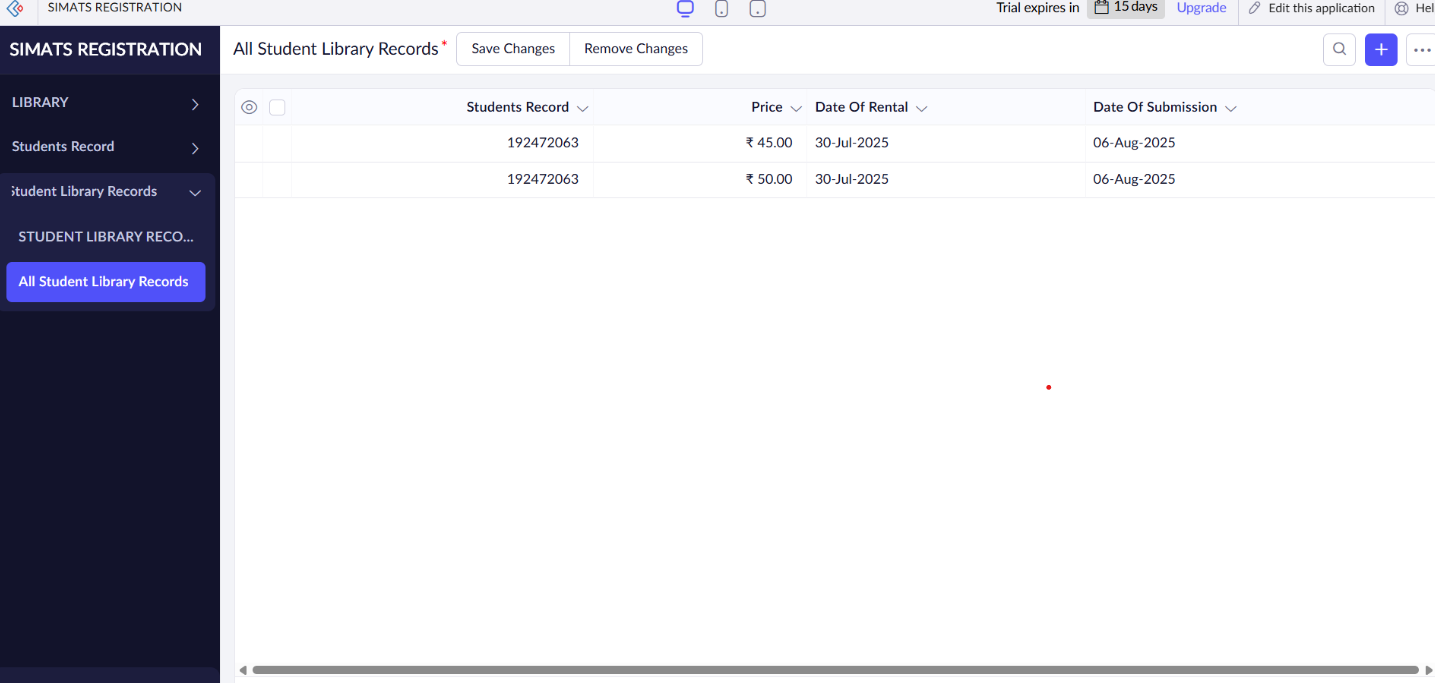 SIMATS REGISTRATION
Trial expires in 15 days Upgrade Edit this application Hel
SIMATS REGISTRATION
All Student Library Records* Save Changes Remove Changes
LIBRARY
Students Record
Student Library Records
STUDENT LIBRARY RECO...
All Student Library Records
Students Record Price Date Of Rental Date Of Submission
192472063 ₹ 45.00 30-Jul-2025 06-Aug-2025
192472063 ₹ 50.00 30-Jul-2025 06-Aug-2025